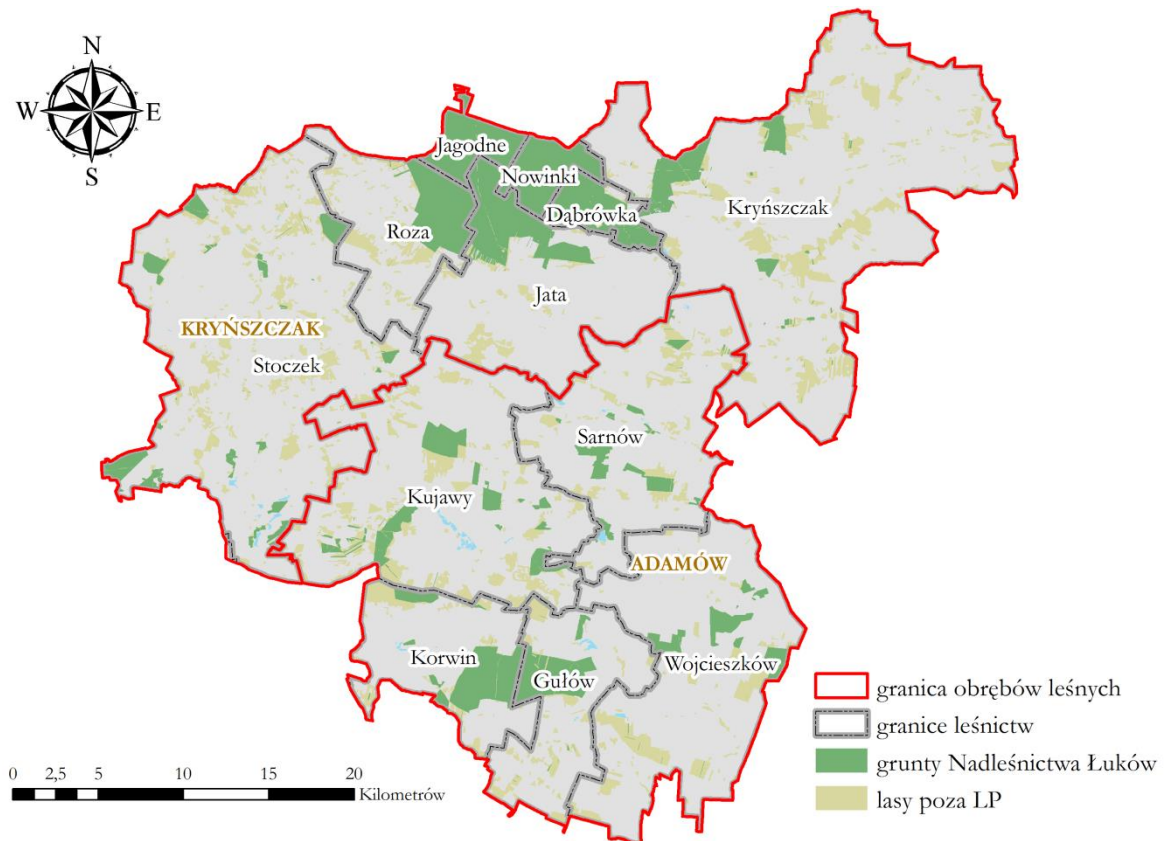 N
W E
S
Jagodne
Nowinki
Dąbrówka
Kryńszczak
Roza
Jata
KRYŃSZCZAK
Stoczek
Sarnów
Kujawy
ADAMÓW
Korwin
Gułów
Wojcieszków
granica obrębów leśnych
granice leśnictw
grunty Nadleśnictwa Łuków
lasy poza LP
0 2,5 5 10 15 20
Kilometrów